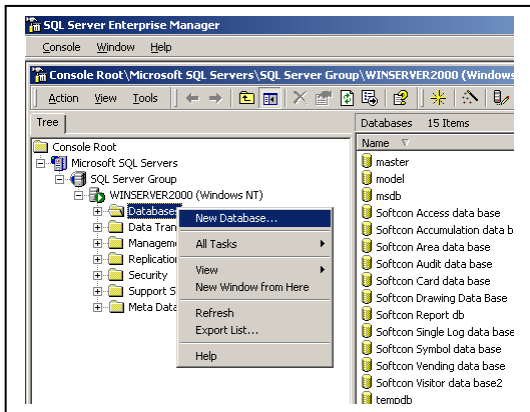 SQL Server Enterprise Manager
Console Window Help
Console Root\Microsoft SQL Servers\SQL Server Group\WINSERVER2000 (Windows
Action View Tools
Tree
Databases 15 Items
Console Root
Microsoft SQL Servers
SQL Server Group
WINSERVER2000 (Windows NT)
Databases
Data Tran
Managem
Replication
Security
Support S
Meta Data
New Database...
All Tasks
View
New Window from Here
Refresh
Export List...
Help
Name
master
model
msdb
Softcon Access data base
Softcon Accumulation data b
Softcon Area data base
Softcon Audit data base
Softcon Card data base
Softcon Drawing Data Base
Softcon Report db
Softcon Single Log data base
Softcon Symbol data base
Softcon Vending data base
Softcon Visitor data base2
tempdb